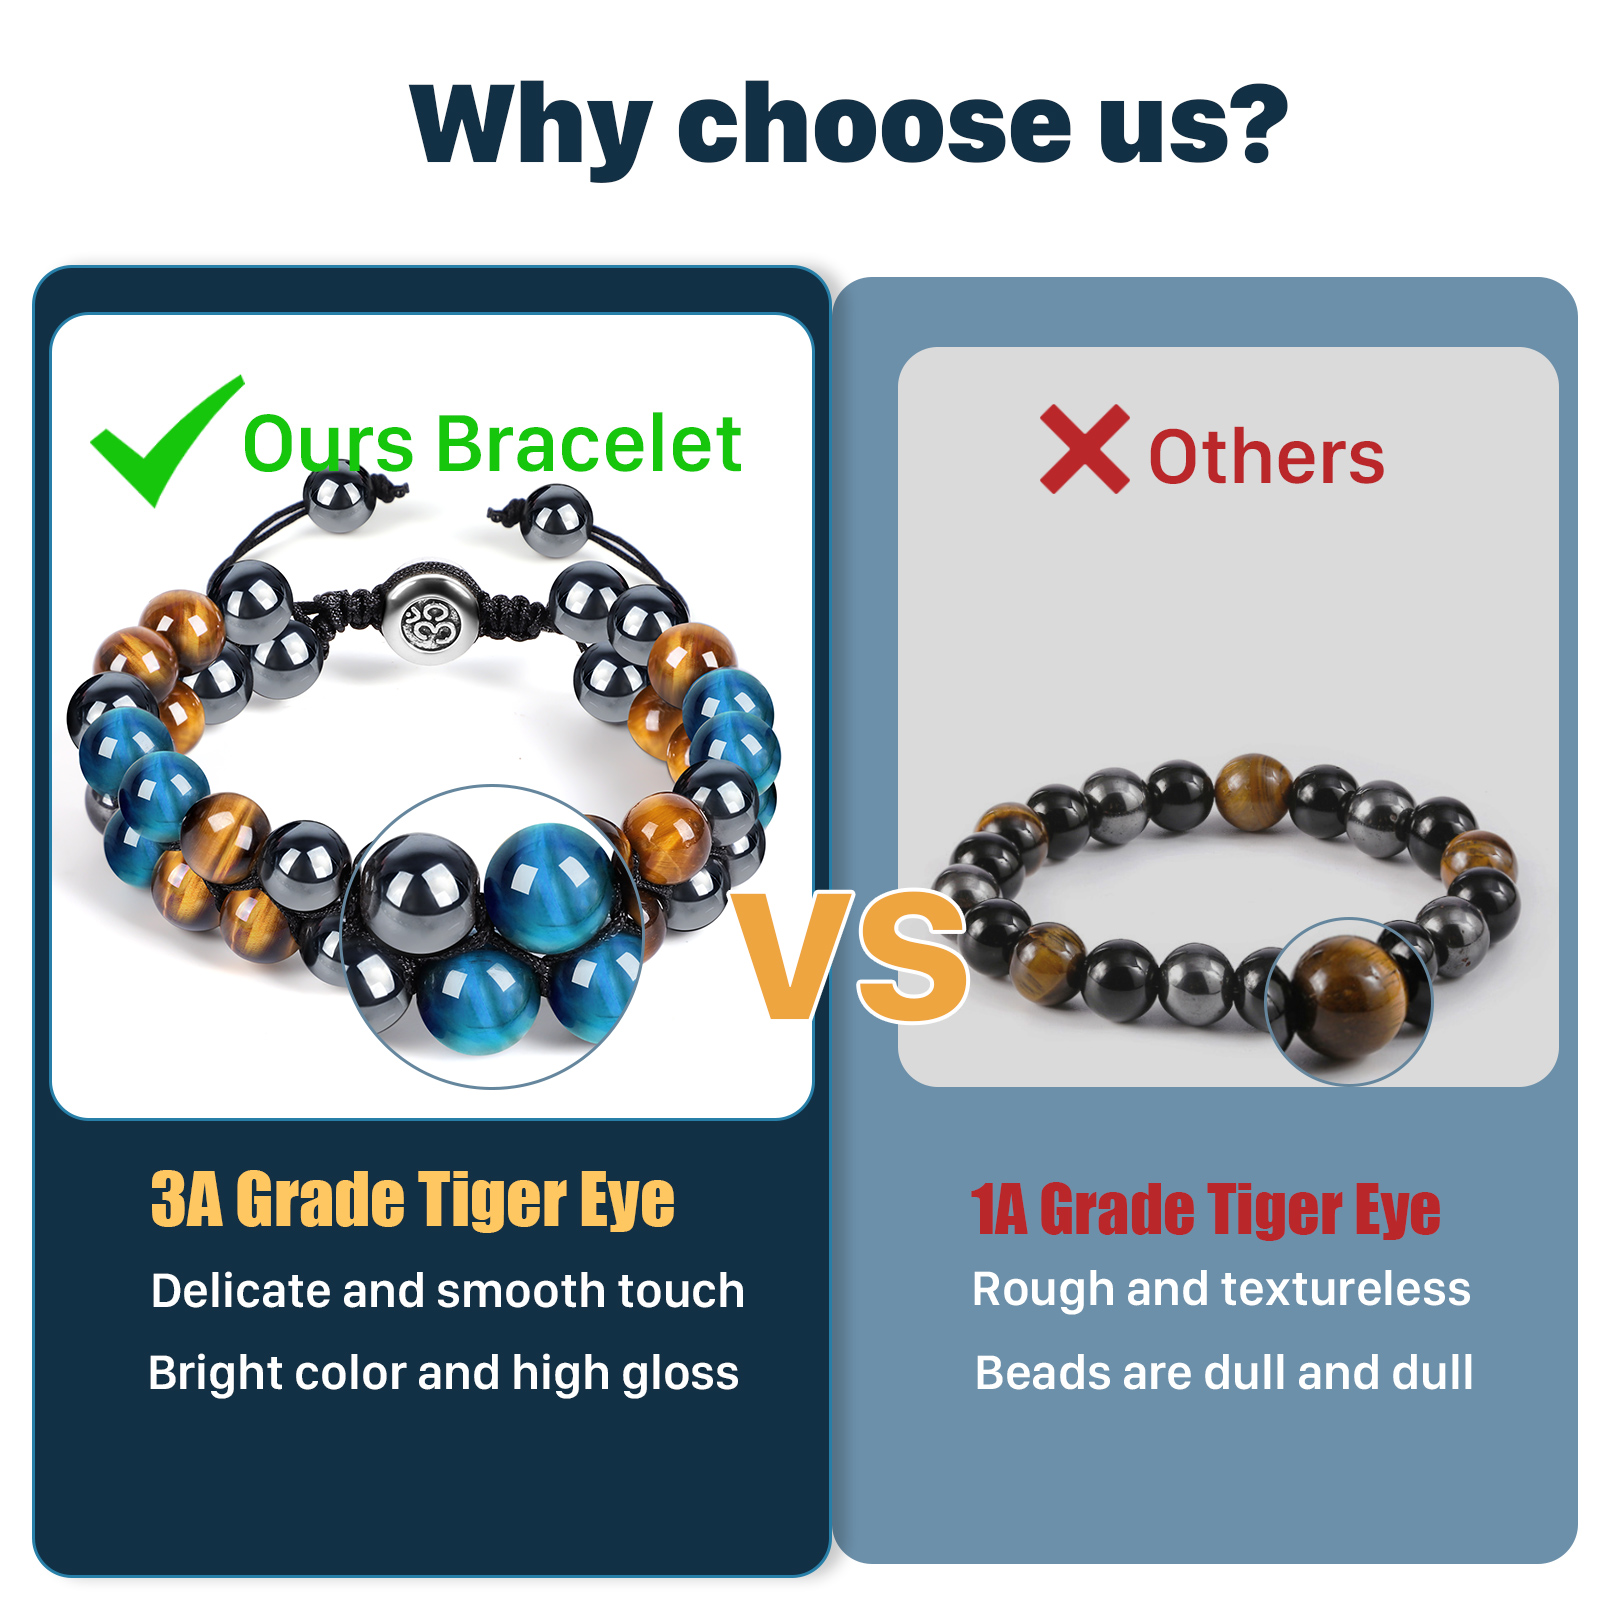 Why choose us?
Ours Bracelet
Others
VS
3A Grade Tiger Eye
Delicate and smooth touch
Bright color and high gloss
1A Grade Tiger Eye
Rough and textureless
Beads are dull and dull